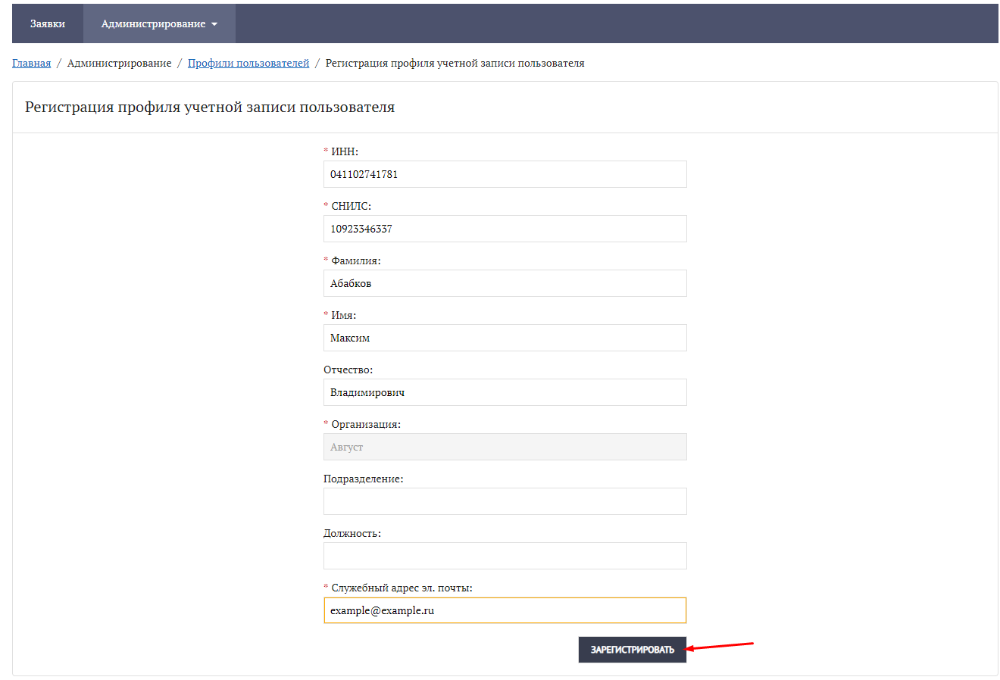 Заявки Администрирование
Главная / Администрирование / Профили пользователей / Регистрация профиля учетной записи пользователя
Регистрация профиля учетной записи пользователя
* ИНН:
041102741781
* СНИЛС:
10923346337
* Фамилия:
Абабков
* Имя:
Максим
Отчество:
Владимирович
* Организация:
Август
Подразделение:
Должность:
* Служебный адрес эл. почты:
example@example.ru
ЗАРЕГИСТРИРОВАТЬ